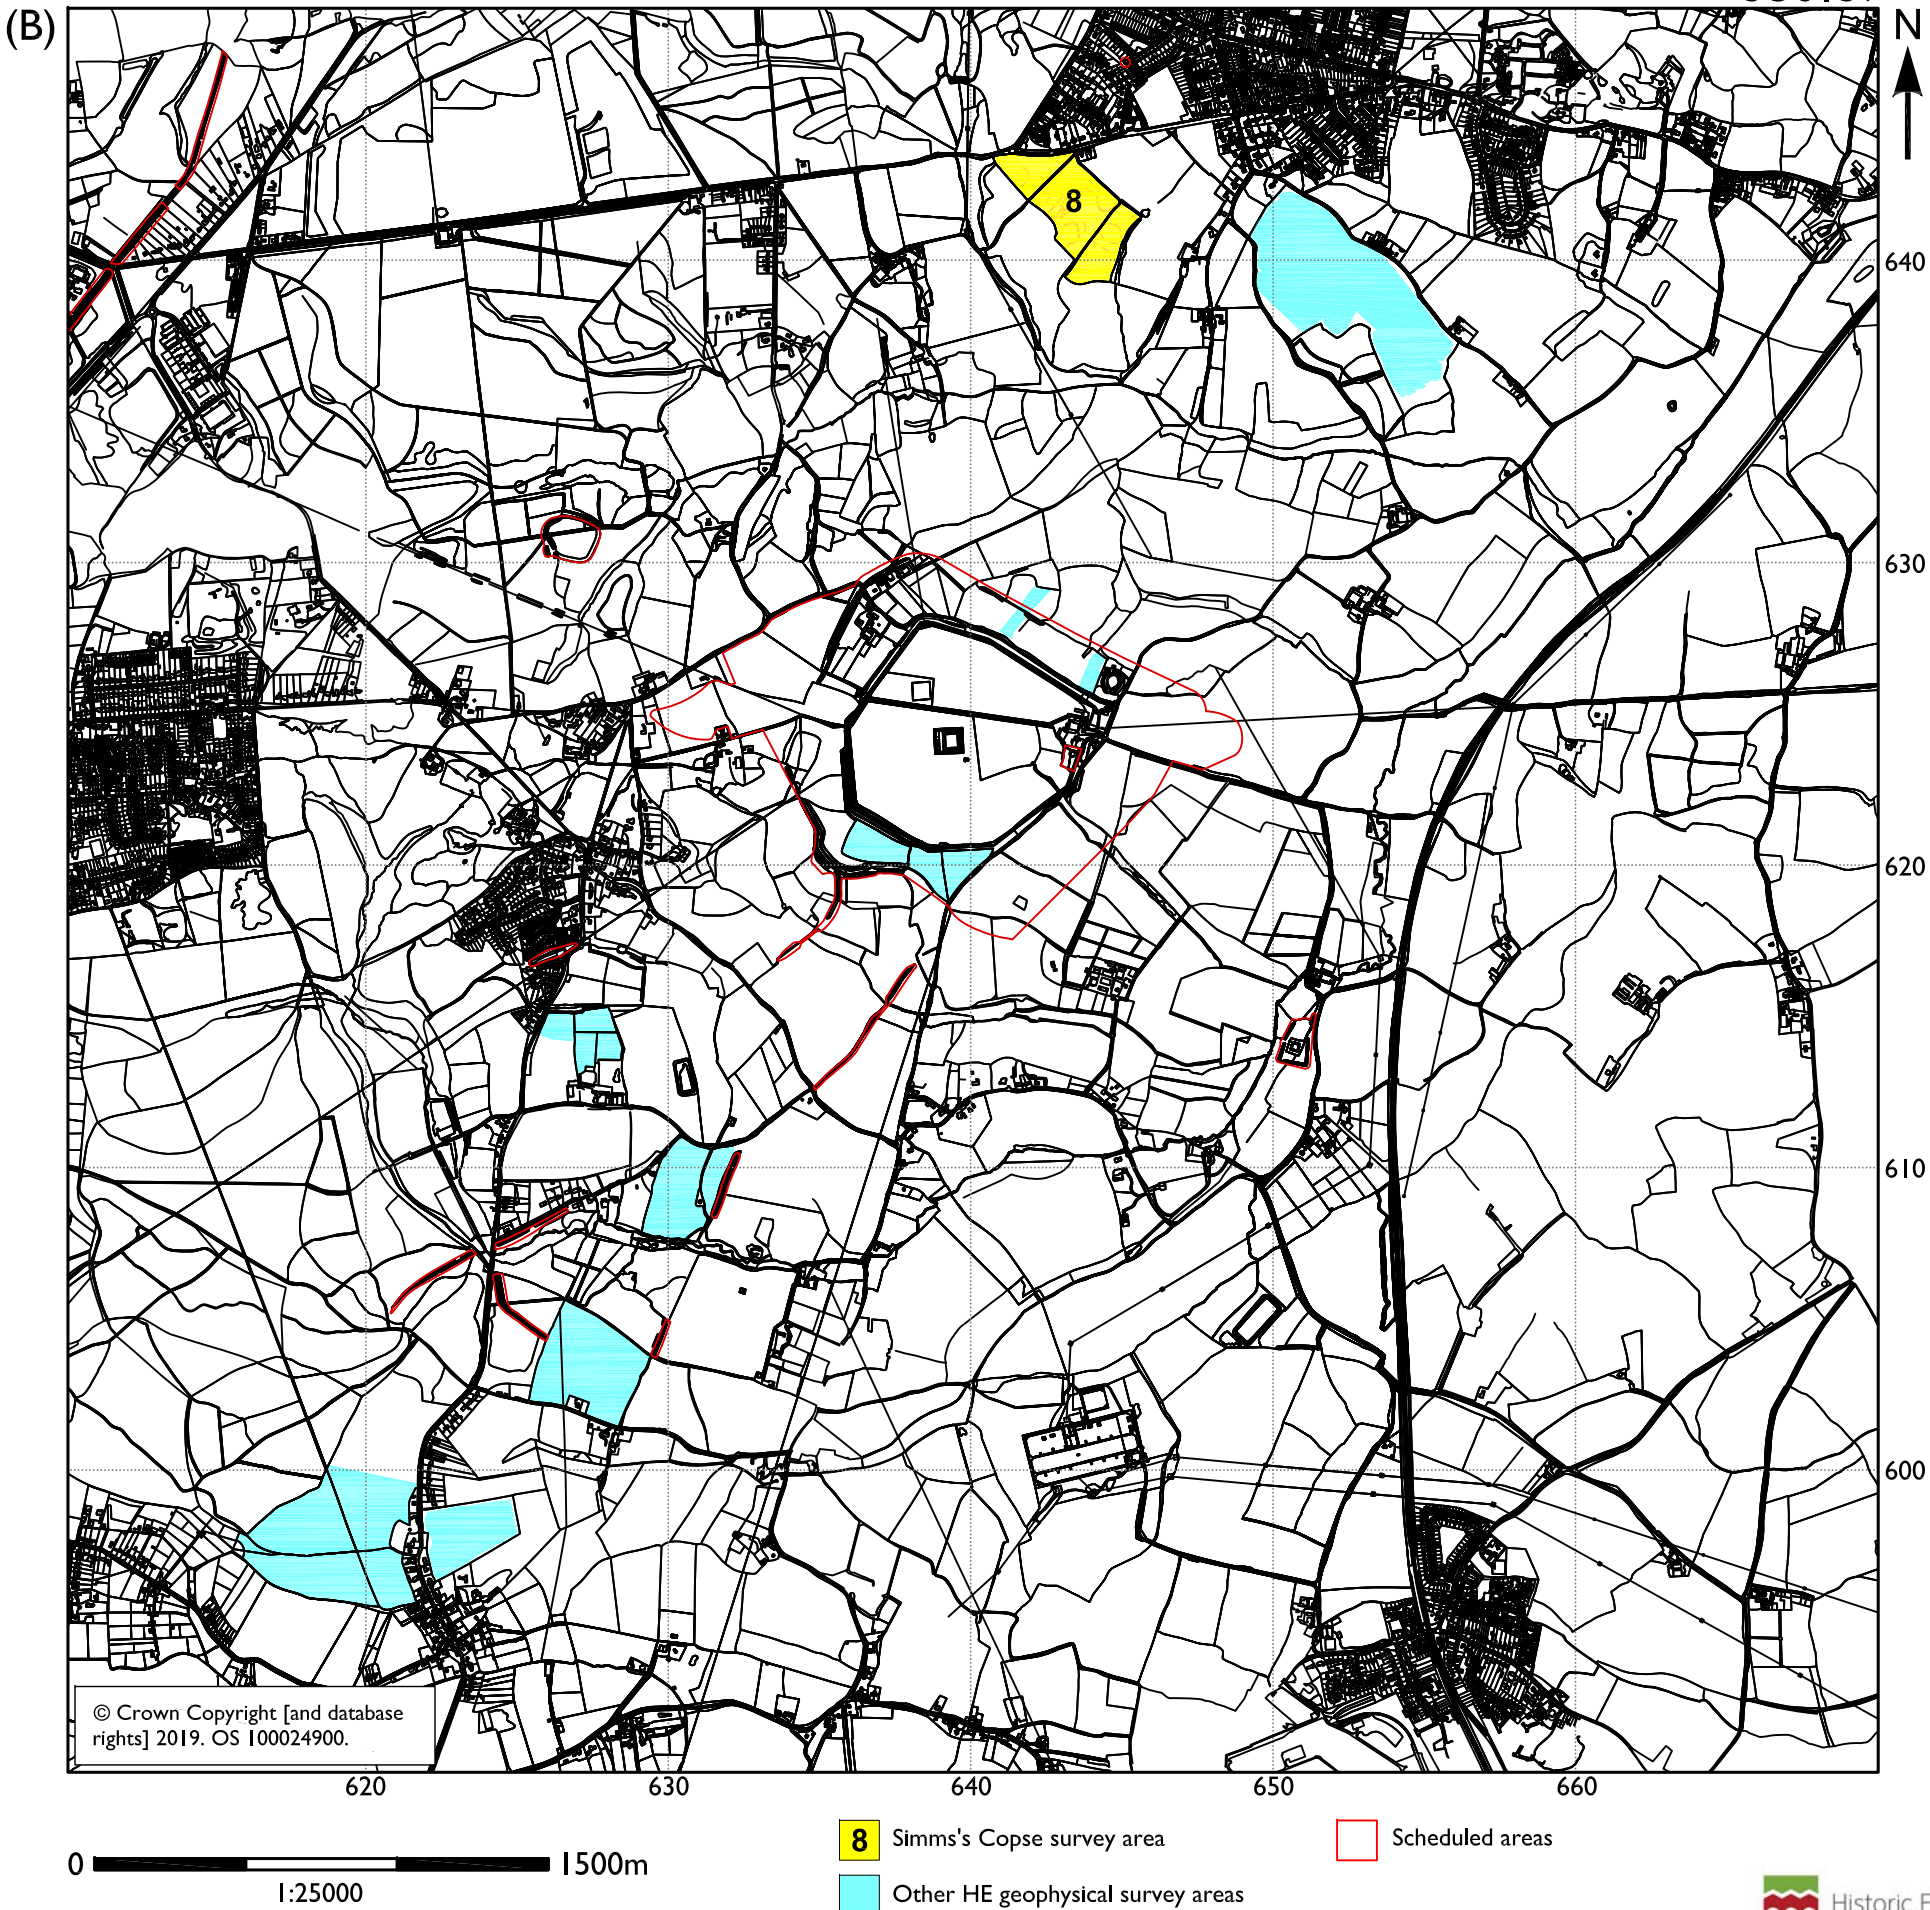 (B)
N
8
640
630
620
610
600
© Crown Copyright [and database
rights] 2019. OS 100024900.
620 630 640 650 660
0 1500m
1:25000
8 Simms's Copse survey area
Scheduled areas
Other HE geophysical survey areas
Historic